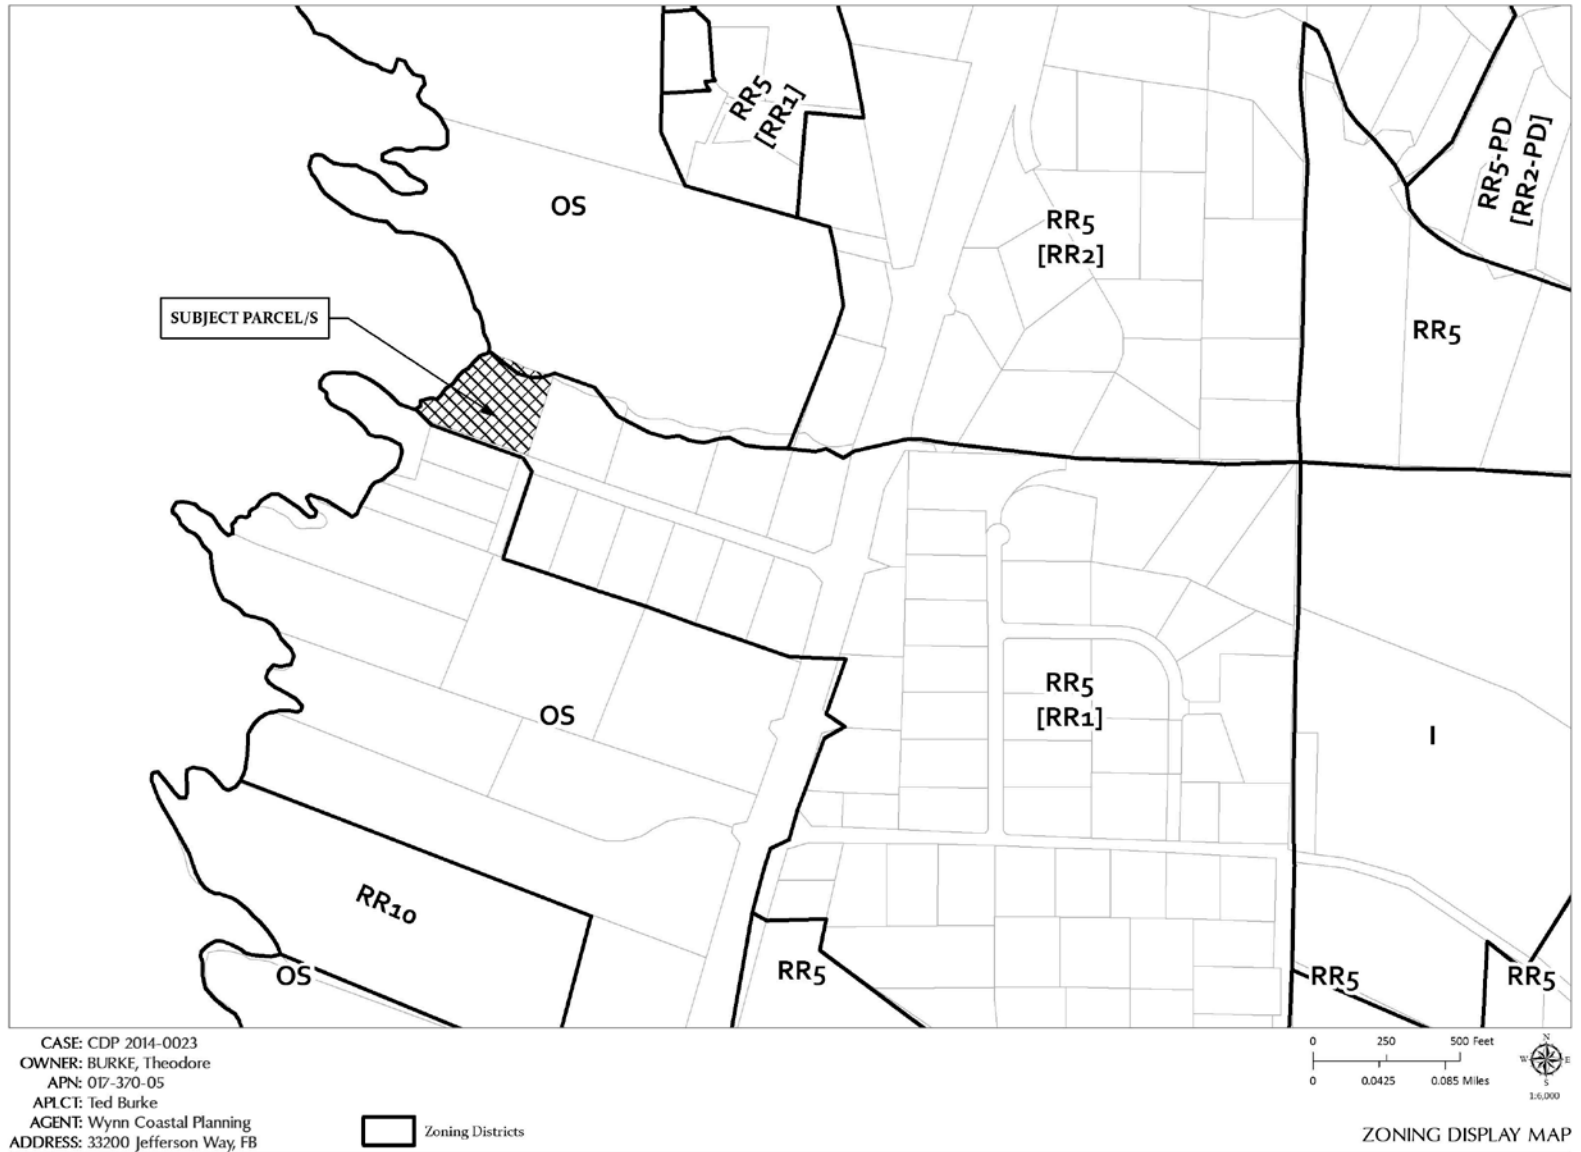 RR5
[RR1]
RR5-PD
[RR2-PD]
OS
RR5
[RR2]
SUBJECT PARCEL/S
RR5
RR5
[RR1]
OS
I
RR10
OS
RR5
RR5
RR5
CASE: CDP 2014-0023
OWNER: BURKE, Theodore
APN: 017-370-05
APLCT: Ted Burke
AGENT: Wynn Coastal Planning
ADDRESS: 33200 Jefferson Way, FB
Zoning Districts
0 250 500 Feet
0 0.0425 0.085 Miles
N
W E
S
1:6,000
ZONING DISPLAY MAP